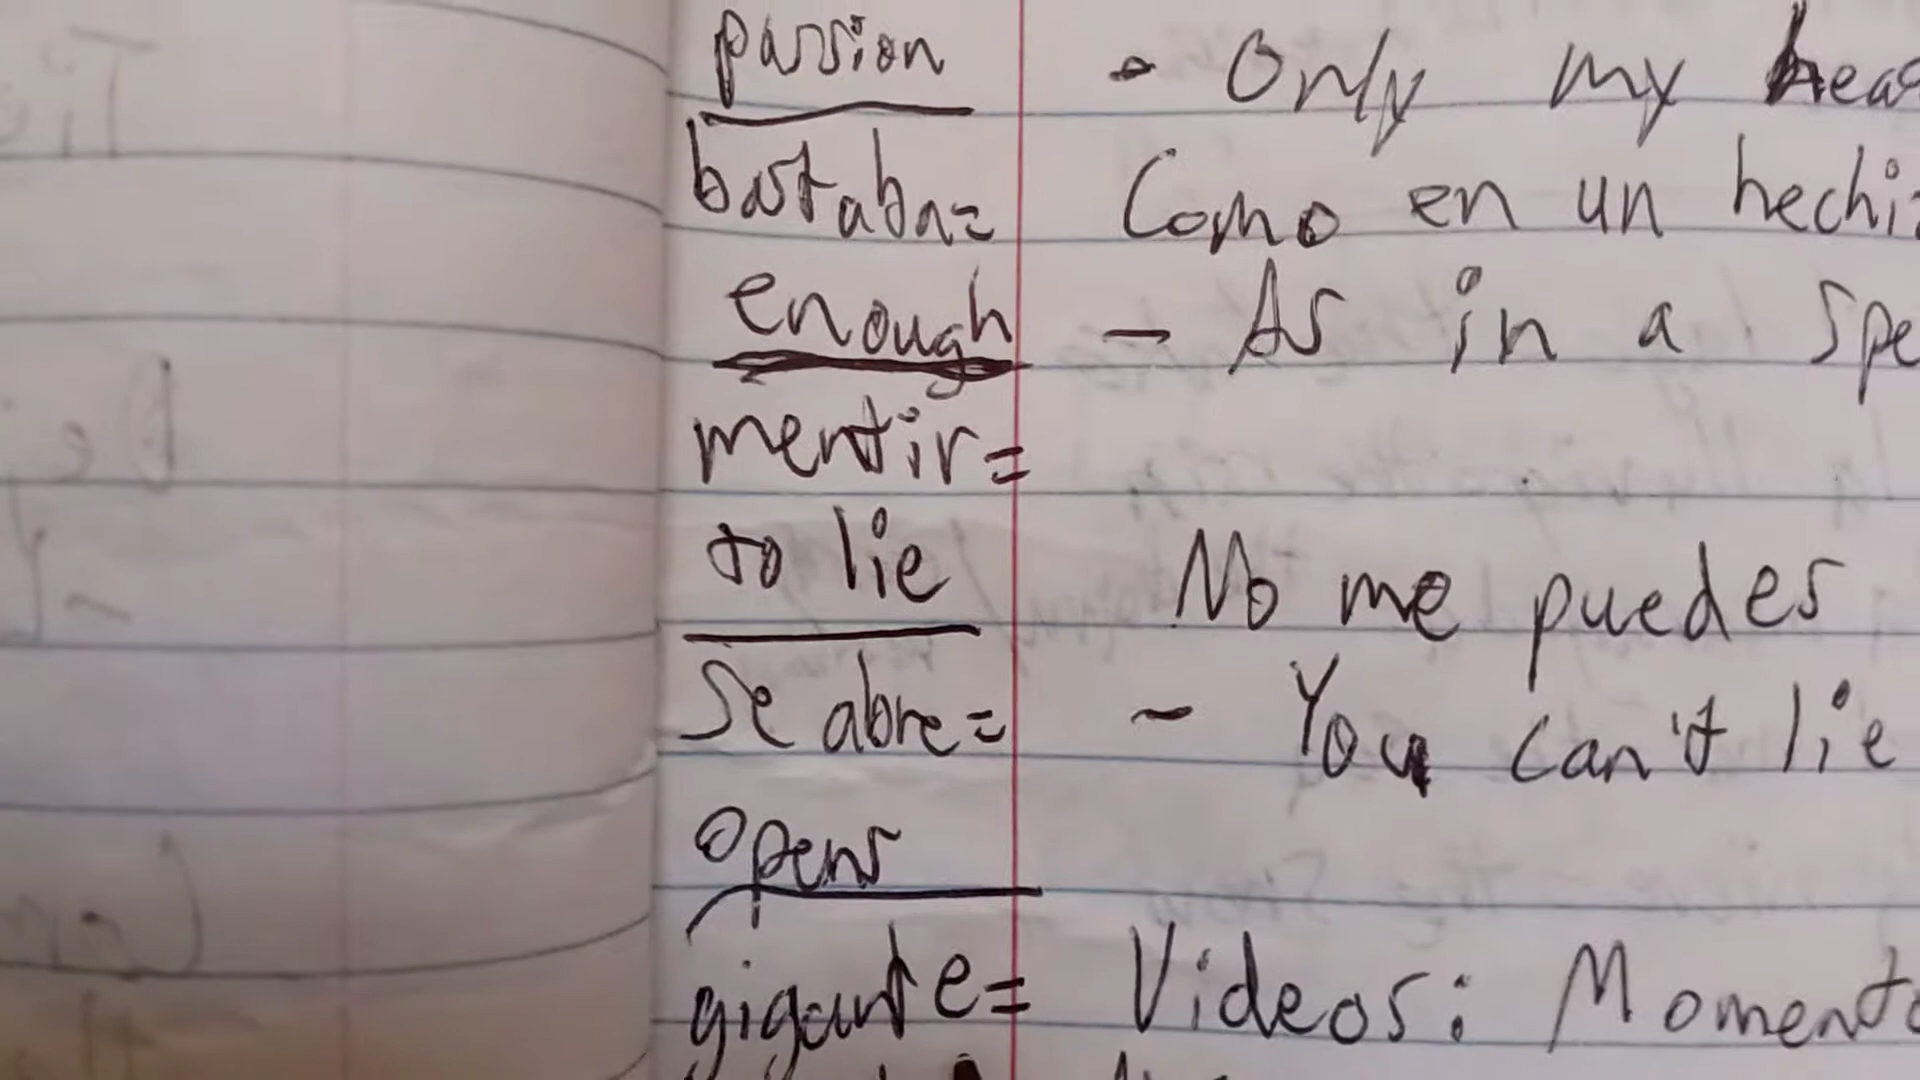 passion
- Only my
bastaba=
Como en un
enough
- As in a
mentir=
to lie
No me puedes
se abre=
- You can't lie
opens
gigante=
Videos: